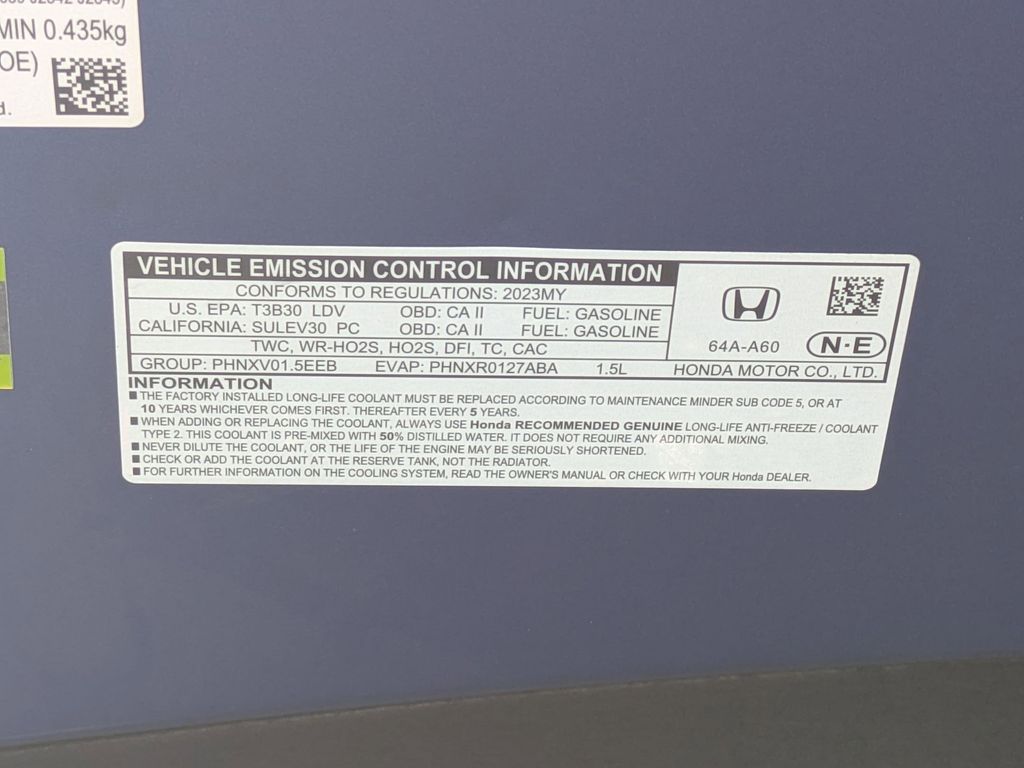 MIN 0.435kg
OE)
d.
VEHICLE EMISSION CONTROL INFORMATION
CONFORMS TO REGULATIONS: 2023MY
U.S. EPA: T3B30 LDV OBD: CA II FUEL: GASOLINE
CALIFORNIA: SULEV30 PC OBD: CA II FUEL: GASOLINE
TWC, WR-HO2S, HO2S, DFI, TC, CAC
64A-A60 N-E
GROUP: PHNXV01.5EEB EVAP: PHNXR0127ABA 1.5L HONDA MOTOR CO., LTD.
INFORMATION
■ THE FACTORY INSTALLED LONG-LIFE COOLANT MUST BE REPLACED ACCORDING TO MAINTENANCE MINDER SUB CODE 5, OR AT
10 YEARS WHICHEVER COMES FIRST. THEREAFTER EVERY 5 YEARS.
■ WHEN ADDING OR REPLACING THE COOLANT, ALWAYS USE Honda RECOMMENDED GENUINE LONG-LIFE ANTI-FREEZE / COOLANT
TYPE 2. THIS COOLANT IS PRE-MIXED WITH 50% DISTILLED WATER. IT DOES NOT REQUIRE ANY ADDITIONAL MIXING.
■ NEVER DILUTE THE COOLANT, OR THE LIFE OF THE ENGINE MAY BE SERIOUSLY SHORTENED.
■ CHECK OR ADD THE COOLANT AT THE RESERVE TANK, NOT THE RADIATOR.
■ FOR FURTHER INFORMATION ON THE COOLING SYSTEM, READ THE OWNER'S MANUAL OR CHECK WITH YOUR Honda DEALER.